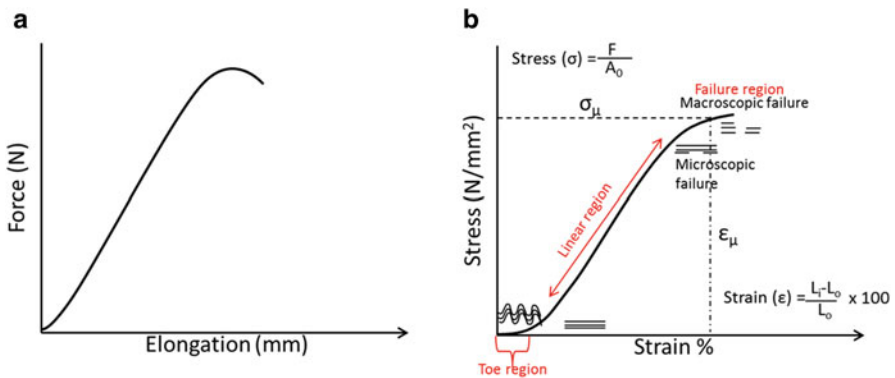 a
Force (N)
Elongation (mm)
b
Stress (σ) = F
A₀
Failure region
Macroscopic failure
σμ
Microscopic
failure
Linear region
εμ
Stress (N/mm²)
Strain (ε) = Lᵢ-Lₒ x 100
Lₒ
Strain %
Toe region